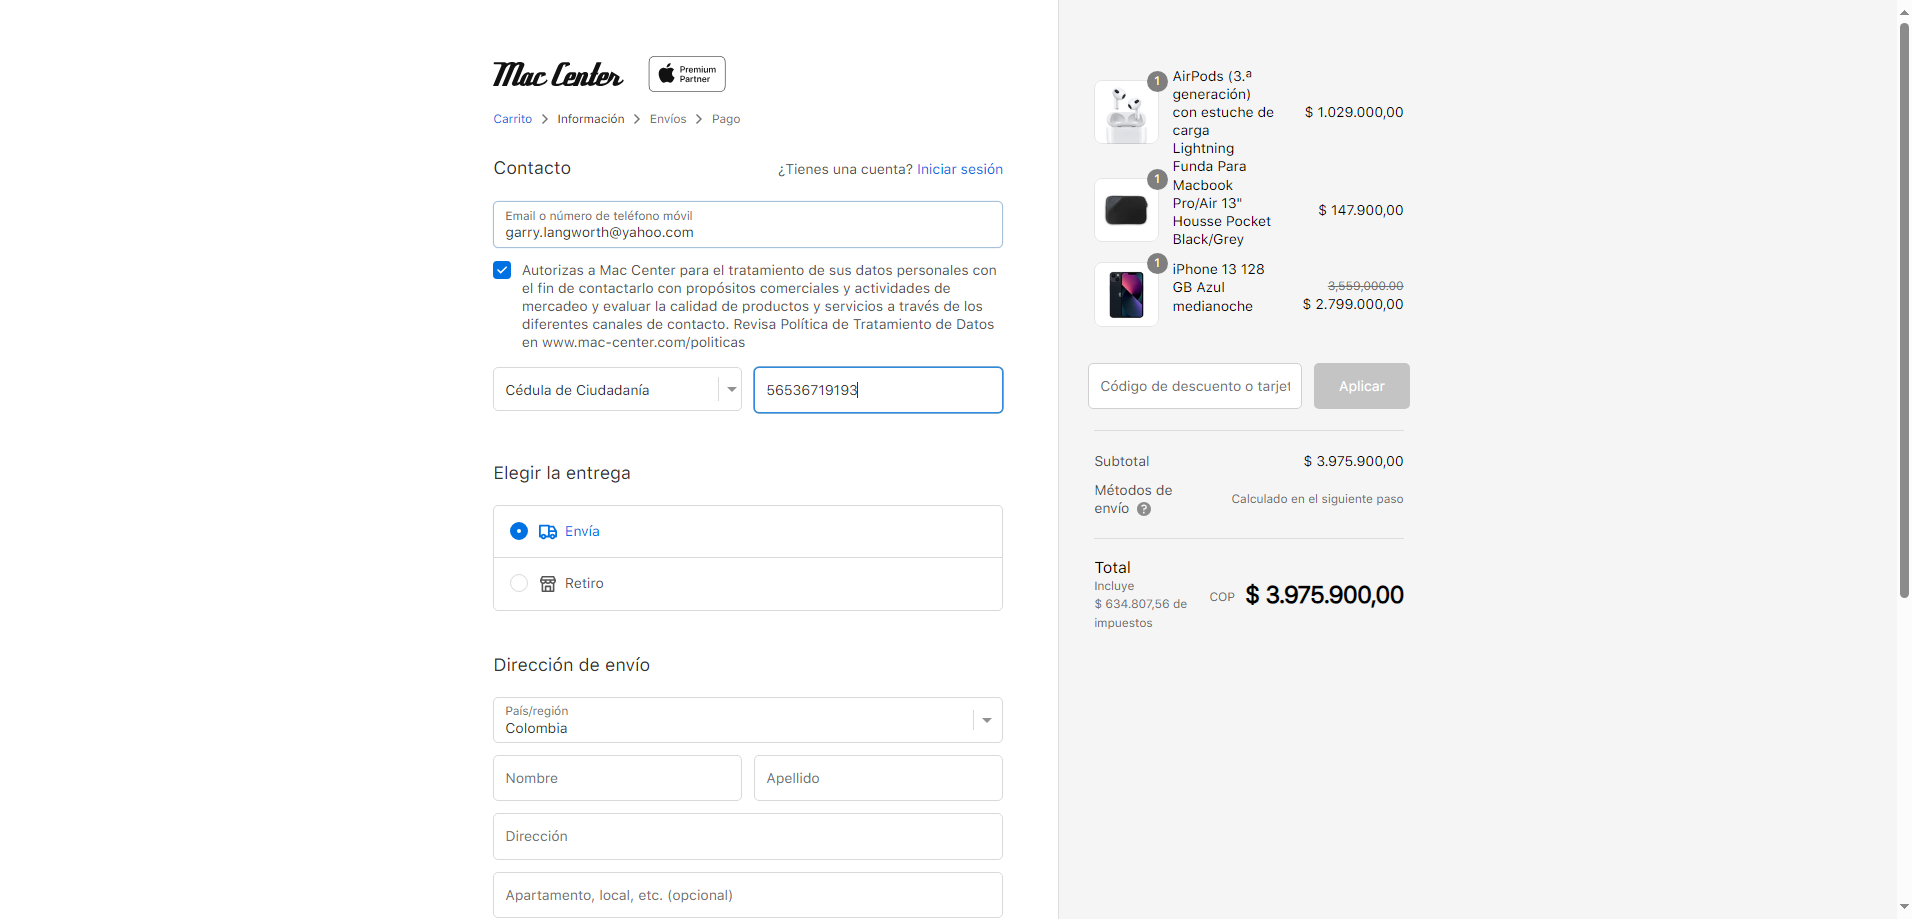 Mac Center
Premium
Partner
Carrito
Información
Envíos
Pago
Contacto
¿Tienes una cuenta? Iniciar sesión
Email o número de teléfono móvil
garry.langworth@yahoo.com
Autorizas a Mac Center para el tratamiento de sus datos personales con
el fin de contactarlo con propósitos comerciales y actividades de
mercadeo y evaluar la calidad de productos y servicios a través de los
diferentes canales de contacto. Revisa Política de Tratamiento de Datos
en www.mac-center.com/politicas
Cédula de Ciudadanía
56536719193
Elegir la entrega
Envía
Retiro
Dirección de envío
País/región
Colombia
Nombre
Apellido
Dirección
Apartamento, local, etc. (opcional)
1
AirPods (3.ª
generación)
con estuche de
carga
Lightning
$ 1.029.000,00
1
Funda Para
Macbook
Pro/Air 13"
Housse Pocket
Black/Grey
$ 147.900,00
1
iPhone 13 128
GB Azul
medianoche
3,559,000.00
$ 2.799.000,00
Código de descuento o tarjet
Aplicar
Subtotal
$ 3.975.900,00
Métodos de
envío ?
Calculado en el siguiente paso
Total
Incluye
$ 634.807,56 de
impuestos
COP $ 3.975.900,00